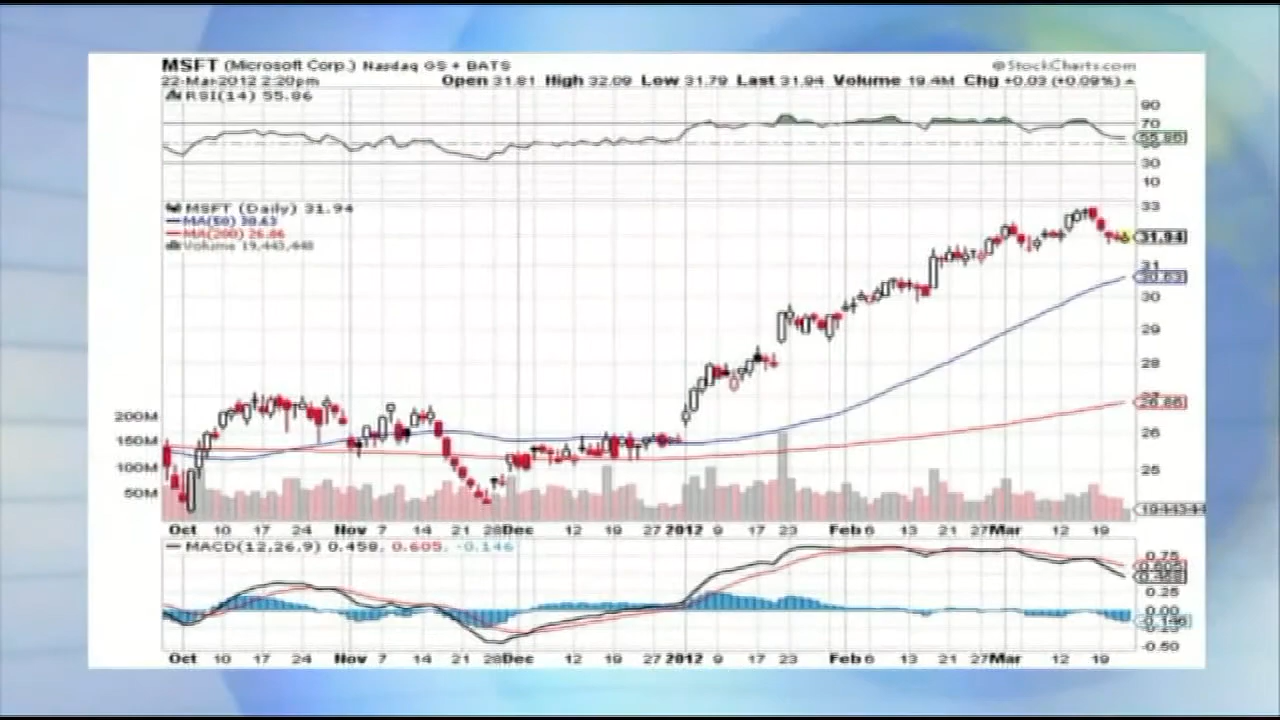 MSFT (Microsoft Corp.) Nasdaq GS + BATS @StockCharts.com
22-Mar-2012 2:20pm Open 31.81 High 32.09 Low 31.79 Last 31.94 Volume 19.4M Chg +0.03 (+0.09%)
RSI(14) 55.86
90
70
55.86
50
30
10
MSFT (Daily) 31.94
MA(50) 30.63
MA(200) 26.86
Volume 19,443,448
33
31.94
31
30.63
30
29
28
27
26.86
26
25
200M
150M
100M
50M
Oct 10 17 24 Nov 7 14 21 28 Dec 12 19 27 2012 9 17 23 Feb 6 13 21 27 Mar 12 19
MACD(12,26,9) 0.458, 0.605, -0.146
0.75
0.605
0.458
0.25
0.00
-0.146
-0.25
-0.50
Oct 10 17 24 Nov 7 14 21 28 Dec 12 19 27 2012 9 17 23 Feb 6 13 21 27 Mar 12 19